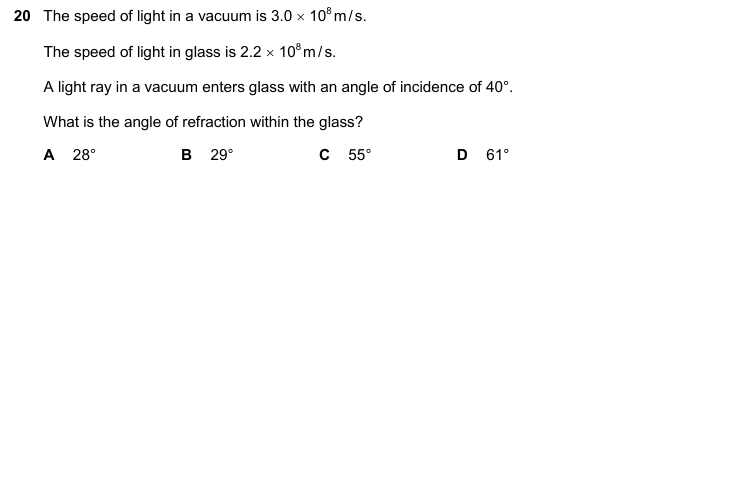 20 The speed of light in a vacuum is 3.0 × 10⁸ m/s.
The speed of light in glass is 2.2 × 10⁸ m/s.
A light ray in a vacuum enters glass with an angle of incidence of 40°.
What is the angle of refraction within the glass?
A 28° B 29° C 55° D 61°